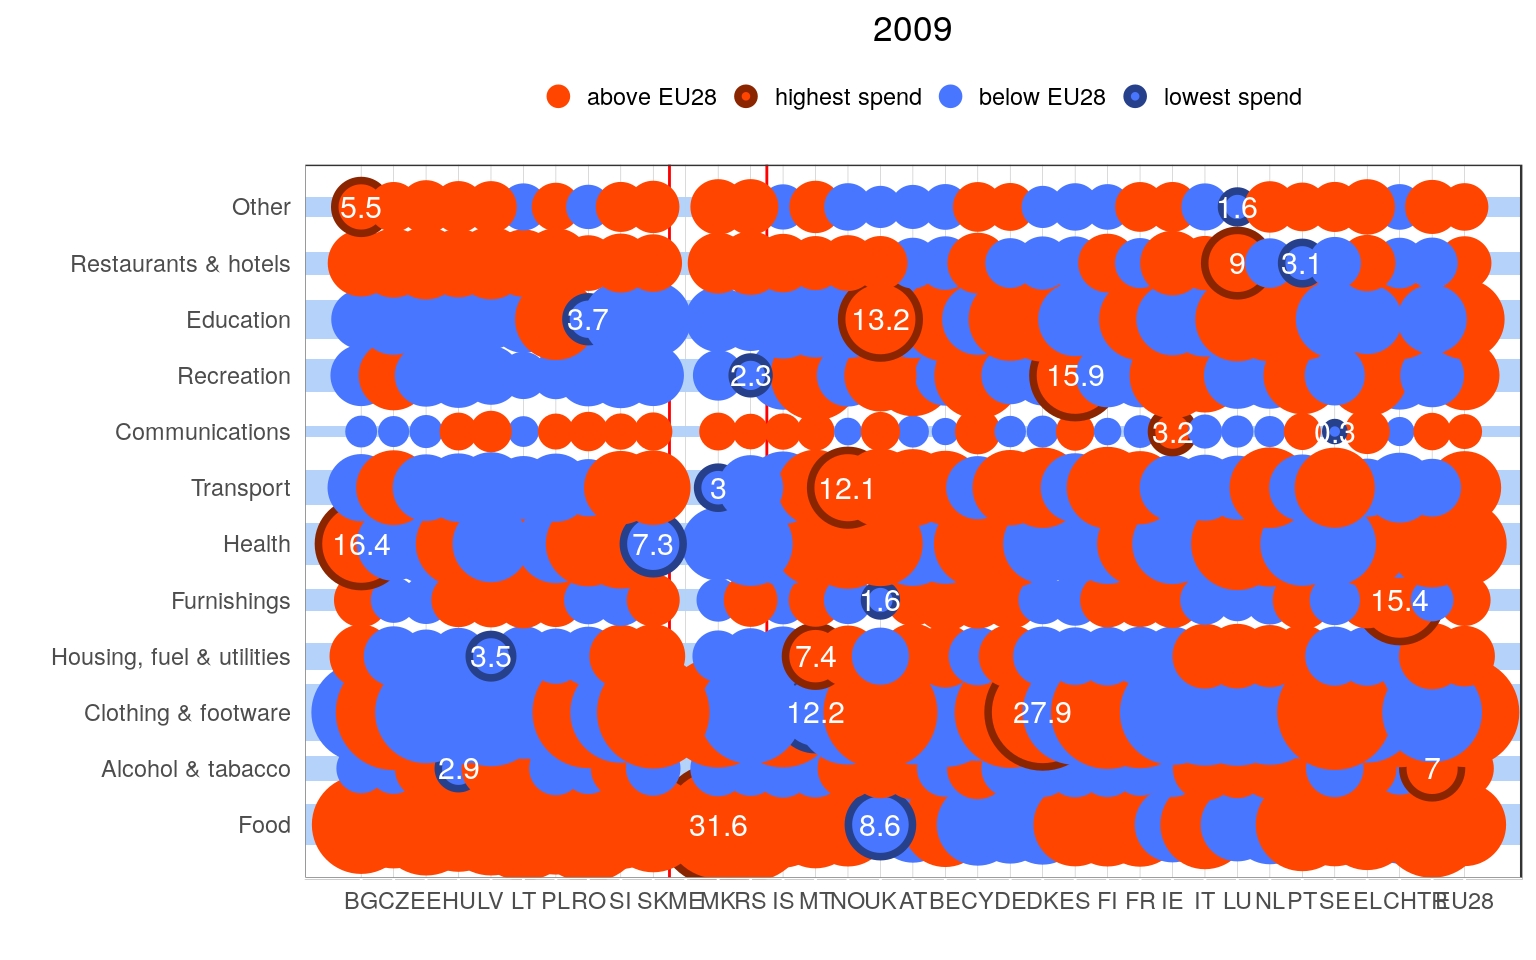 2009
above EU28 highest spend below EU28 lowest spend
Other 5.5 1.6
Restaurants & hotels 9 3.1
Education 3.7 13.2
Recreation 2.3 15.9
Communications 3.2 0.3
Transport 3 12.1
Health 16.4 7.3
Furnishings 1.6 15.4
Housing, fuel & utilities 3.5 7.4
Clothing & footware 12.2 27.9
Alcohol & tabacco 2.9 7
Food 31.6 8.6
BG CZ EE HU LV LT PL RO SI SK ME MK RS IS MT NO UK AT BE CY DE DK ES FI FR IE IT LU NL PT SE EL CH TR EU28